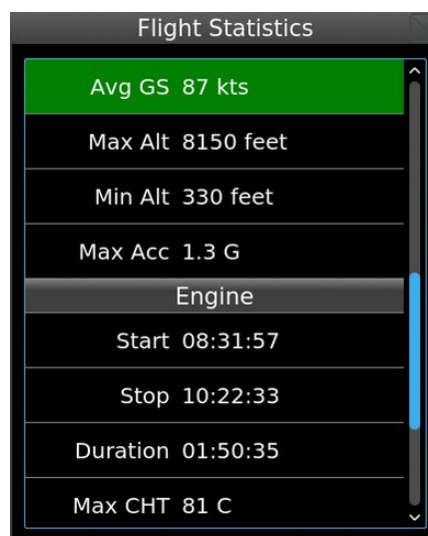 Flight Statistics
Avg GS 87 kts
Max Alt 8150 feet
Min Alt 330 feet
Max Acc 1.3 G
Engine
Start 08:31:57
Stop 10:22:33
Duration 01:50:35
Max CHT 81 C